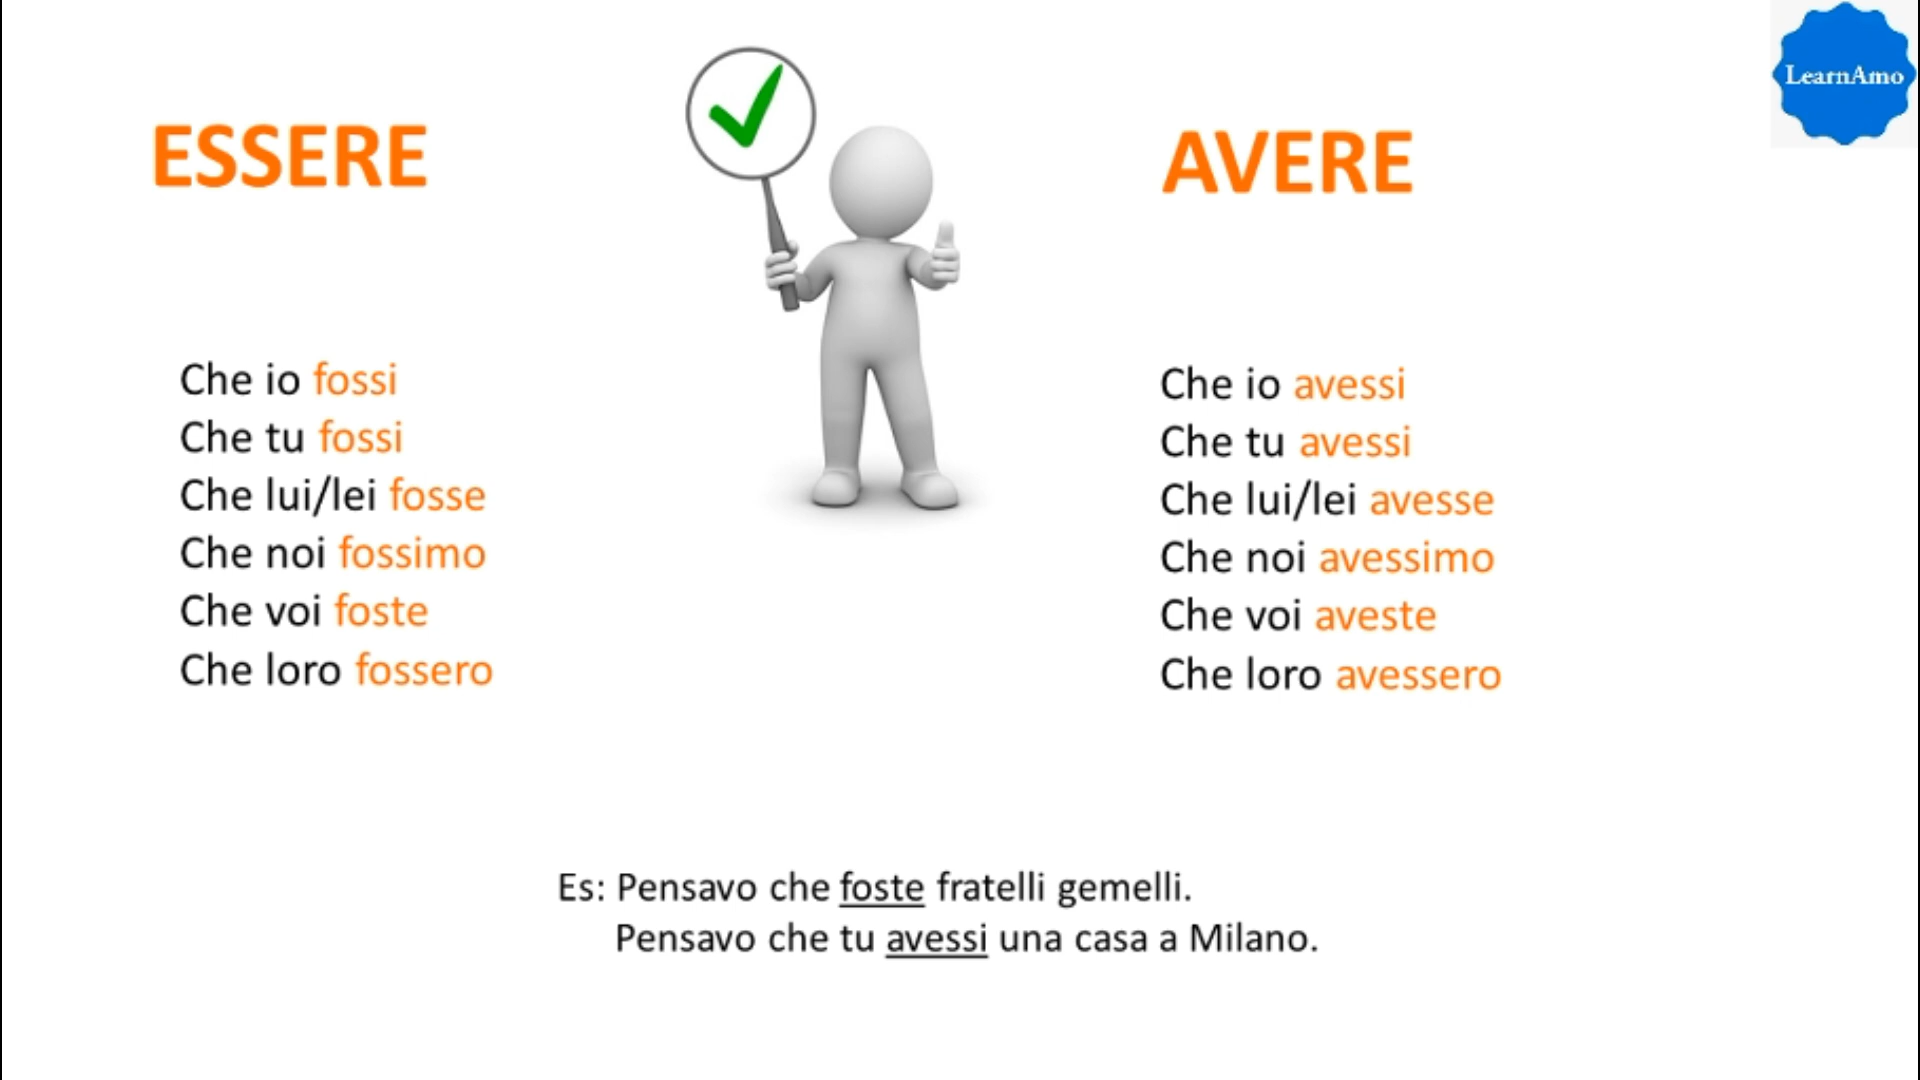 LearnAmo
ESSERE
Che io fossi
Che tu fossi
Che lui/lei fosse
Che noi fossimo
Che voi foste
Che loro fossero
AVERE
Che io avessi
Che tu avessi
Che lui/lei avesse
Che noi avessimo
Che voi aveste
Che loro avessero
Es: Pensavo che foste fratelli gemelli.
Pensavo che tu avessi una casa a Milano.